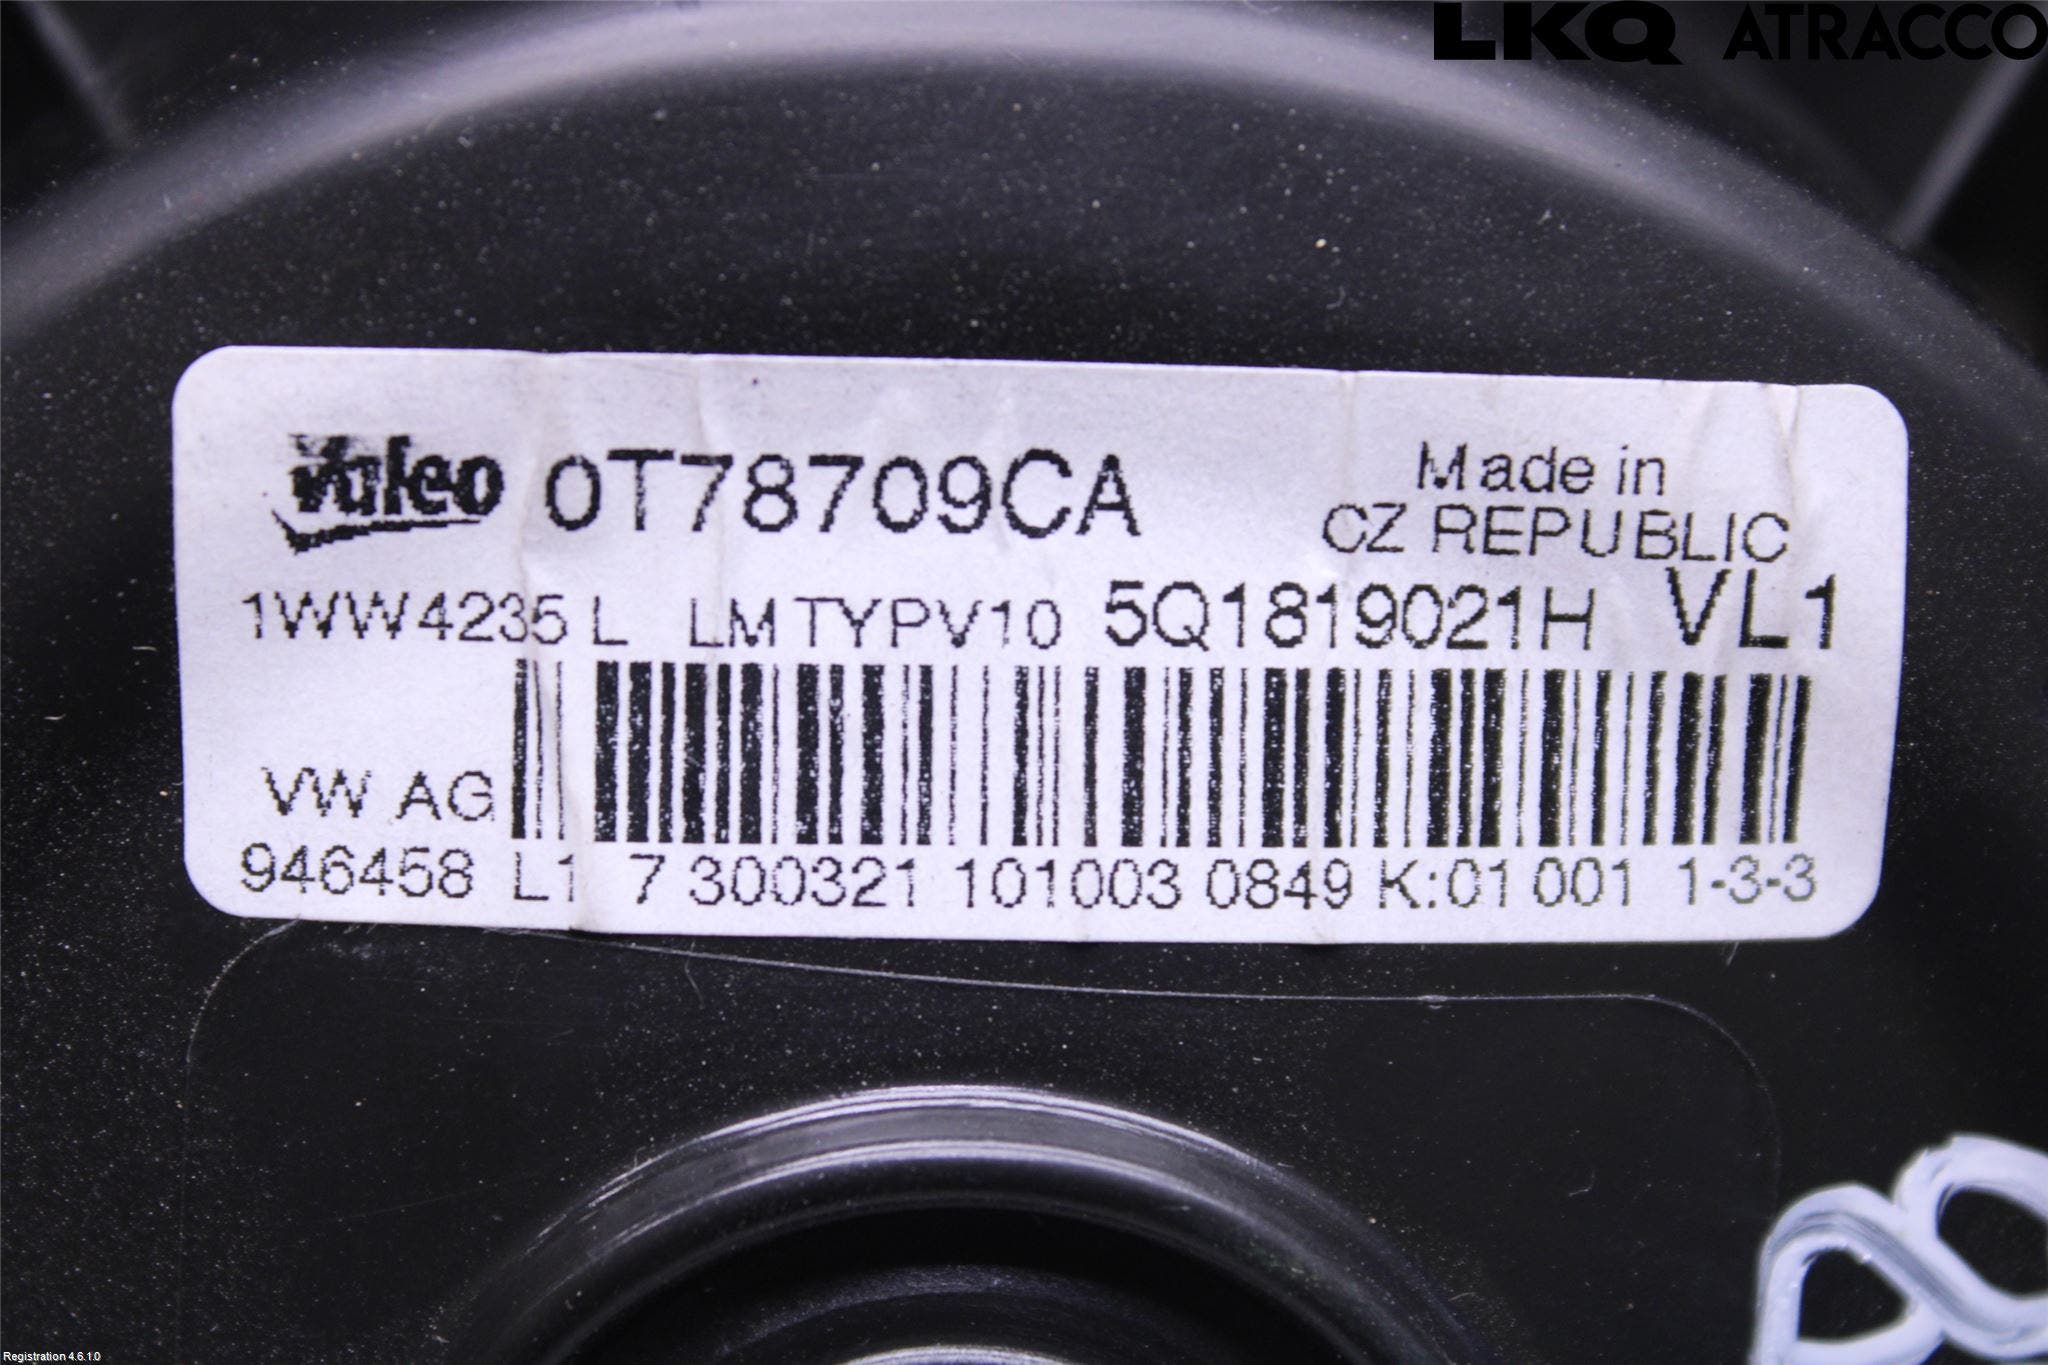 LKQ ATRACCO
Valeo 0T78709CA
Made in
CZ REPUBLIC
1WW4235 L LM TYPV10 5Q1819021H VL1
VW AG
946458 L1 7 300321 101003 0849 K:01 001 1-3-3
Registration 4.6.1.0